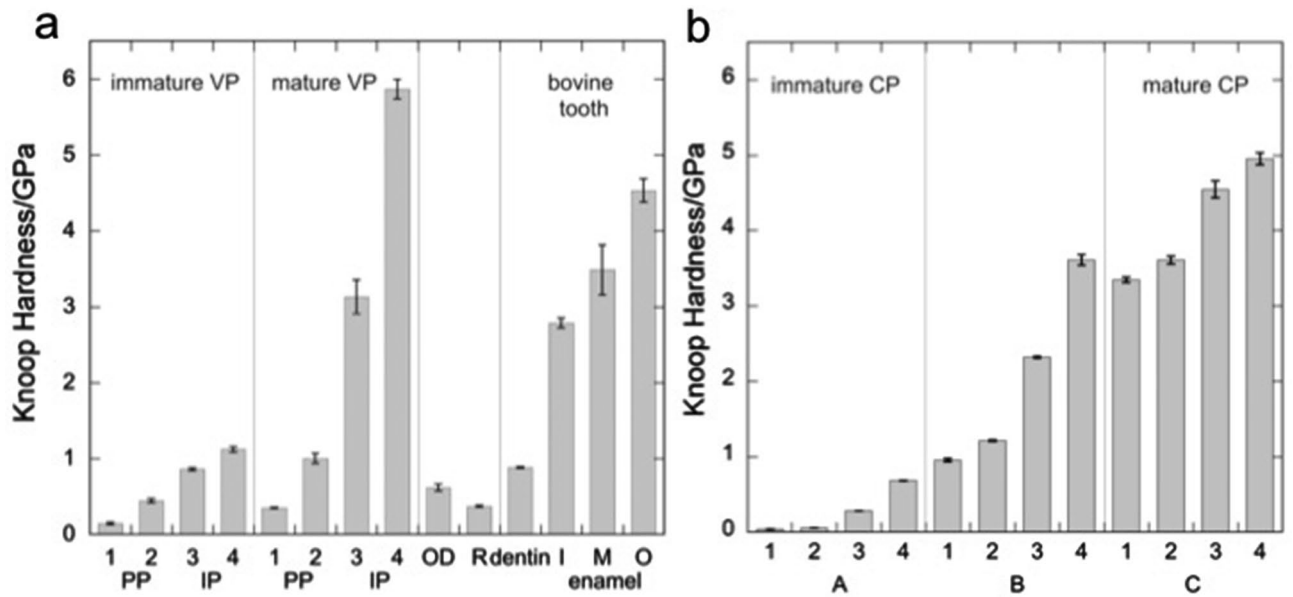 a
Knoop Hardness/GPa
6
5
4
3
2
1
0
immature VP
mature VP
bovine
tooth
1 2 3 4 1 2 3 4 OD R dentin I M O
PP IP PP IP enamel
b
Knoop Hardness/GPa
6
5
4
3
2
1
0
immature CP
mature CP
1 2 3 4 1 2 3 4 1 2 3 4
A B C